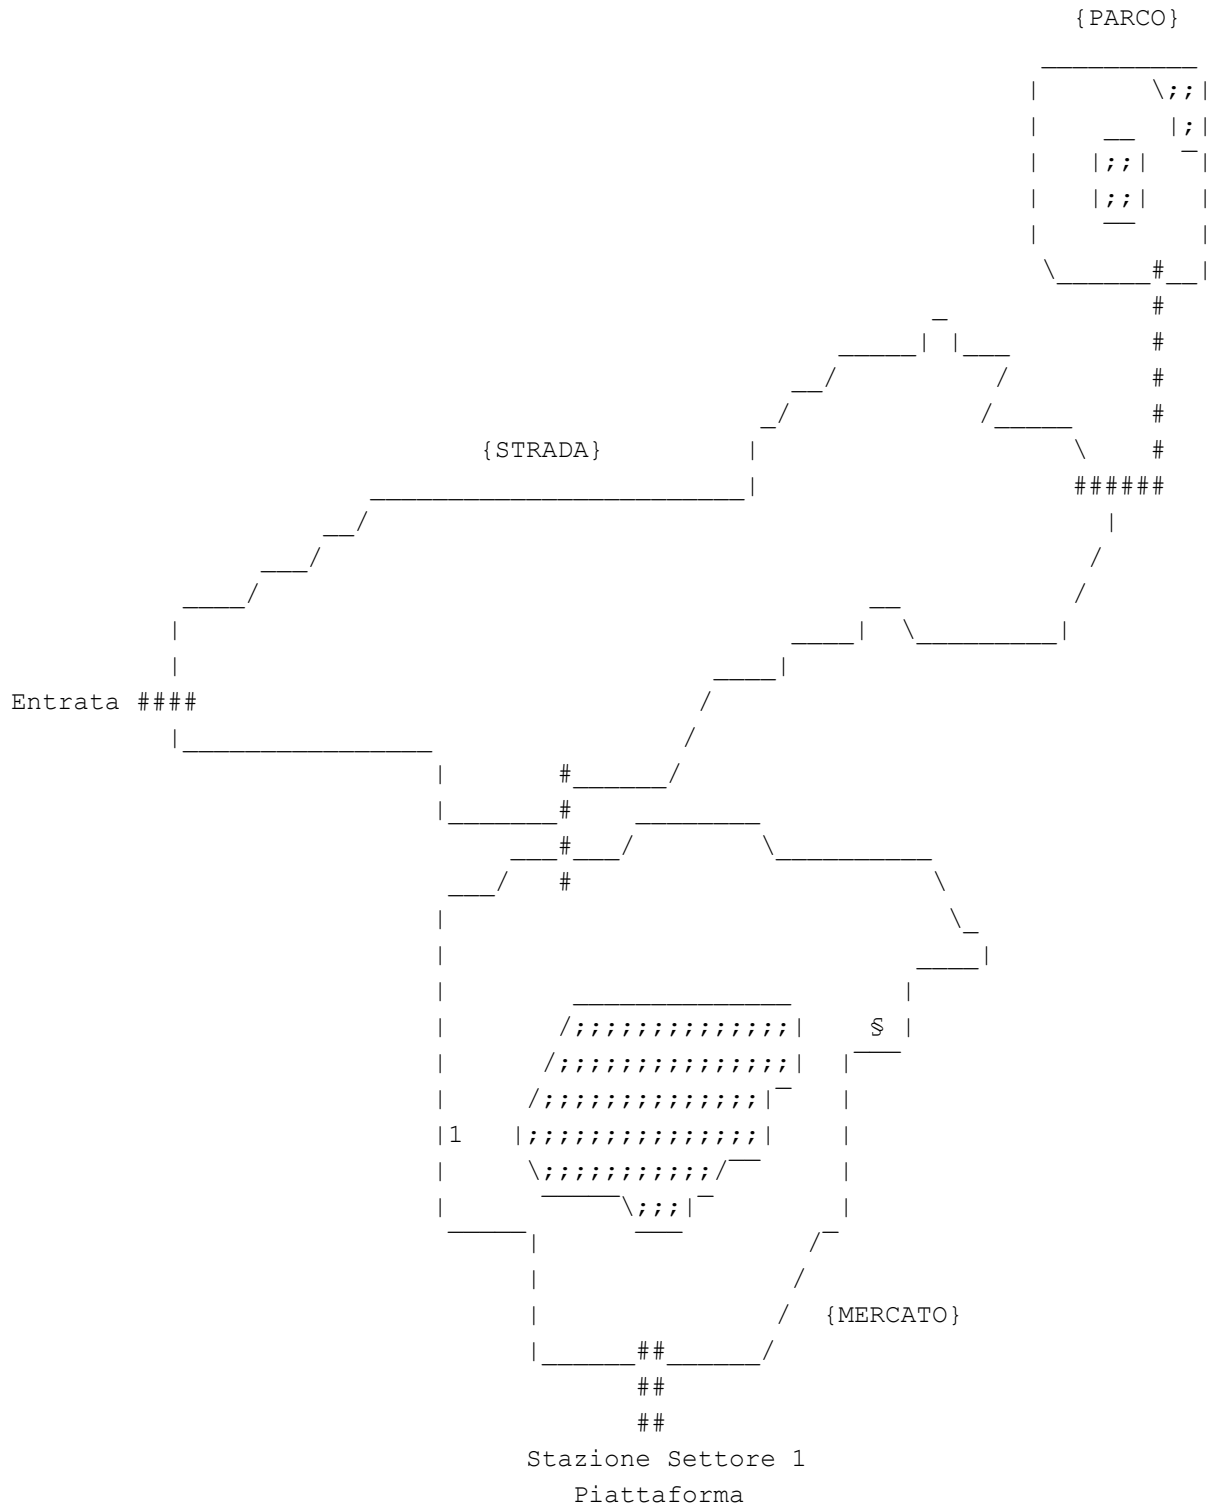 {PARCO}
{STRADA}
Entrata
§
1
{MERCATO}
Stazione Settore 1
Piattaforma